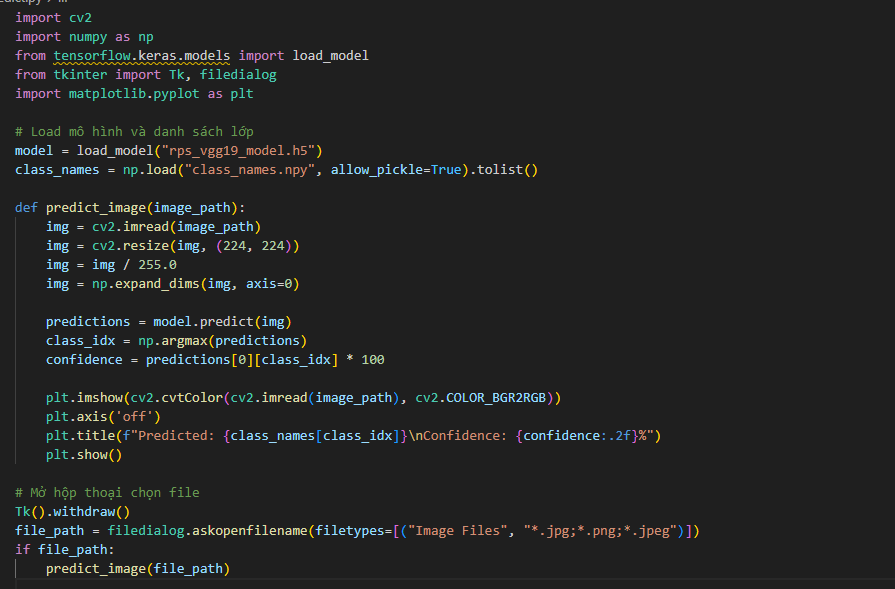 import cv2
import numpy as np
from tensorflow.keras.models import load_model
from tkinter import Tk, filedialog
import matplotlib.pyplot as plt

# Load mô hình và danh sách lớp
model = load_model("rps_vgg19_model.h5")
class_names = np.load("class_names.npy", allow_pickle=True).tolist()

def predict_image(image_path):
    img = cv2.imread(image_path)
    img = cv2.resize(img, (224, 224))
    img = img / 255.0
    img = np.expand_dims(img, axis=0)

    predictions = model.predict(img)
    class_idx = np.argmax(predictions)
    confidence = predictions[0][class_idx] * 100

    plt.imshow(cv2.cvtColor(cv2.imread(image_path), cv2.COLOR_BGR2RGB))
    plt.axis('off')
    plt.title(f"Predicted: {class_names[class_idx]}\nConfidence: {confidence:.2f}%")
    plt.show()

# Mở hộp thoại chọn file
Tk().withdraw()
file_path = filedialog.askopenfilename(filetypes=[("Image Files", "*.jpg;*.png;*.jpeg")])
if file_path:
    predict_image(file_path)